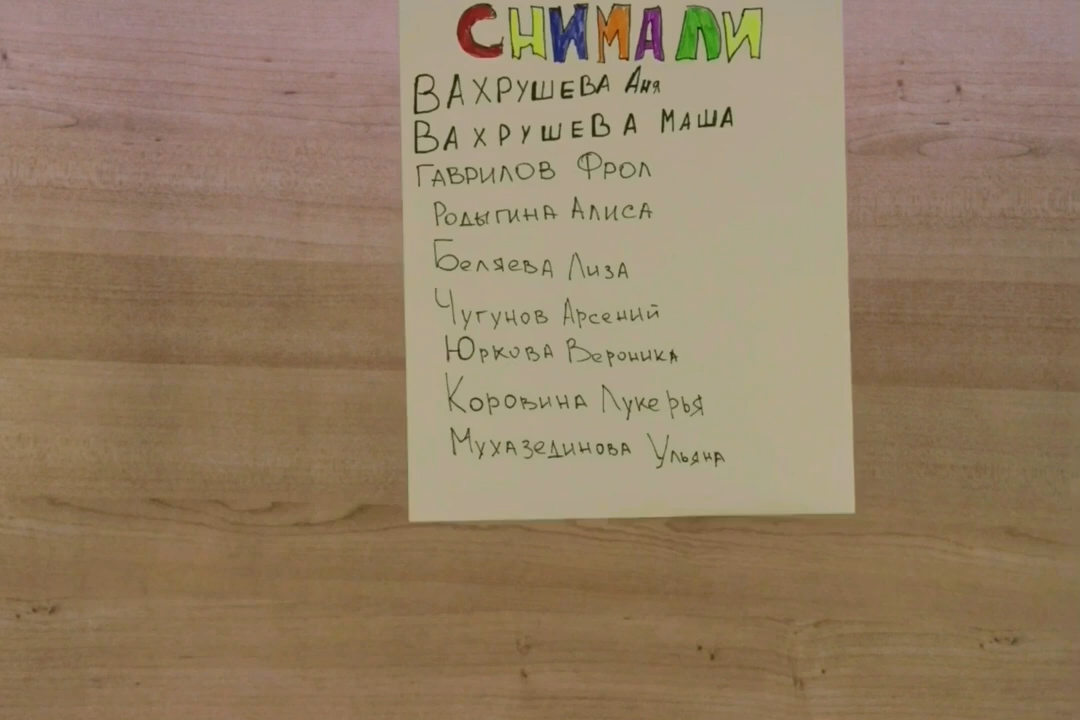 СНИМАЛИ
ВАХРУШЕВА Аня
ВАХРУШЕВА МАША
ГАВРИЛОВ ФРОЛ
РОДЫГИНА АЛИСА
БЕЛЯЕВА ЛИЗА
ЧУГУНОВ АРСЕНИЙ
ЮРКОВА ВЕРОНИКА
КОРОВИНА ЛУКЕРЬЯ
МУХАЗЕДИНОВА УЛЬЯНА